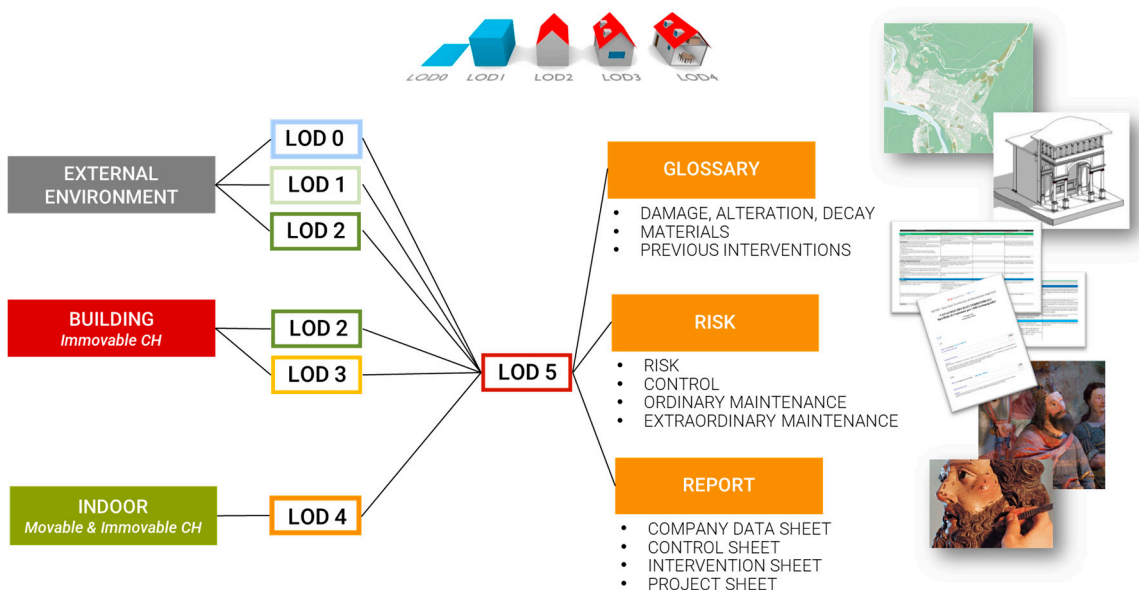 LOD0 LOD1 LOD2 LOD3 LOD4
EXTERNAL
ENVIRONMENT
LOD 0
LOD 1
LOD 2
BUILDING
Immovable CH
LOD 2
LOD 3
INDOOR
Movable & Immovable CH
LOD 4
LOD 5
GLOSSARY
• DAMAGE, ALTERATION, DECAY
• MATERIALS
• PREVIOUS INTERVENTIONS
RISK
• RISK
• CONTROL
• ORDINARY MAINTENANCE
• EXTRAORDINARY MAINTENANCE
REPORT
• COMPANY DATA SHEET
• CONTROL SHEET
• INTERVENTION SHEET
• PROJECT SHEET